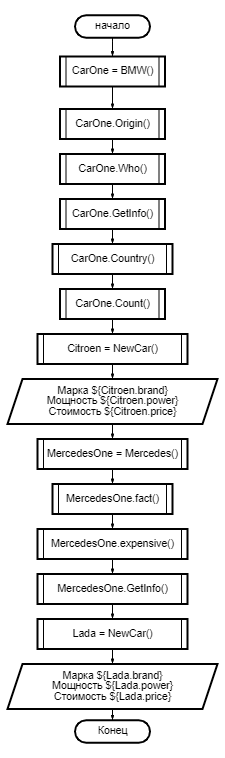 начало
CarOne = BMW()
CarOne.Origin()
CarOne.Who()
CarOne.GetInfo()
CarOne.Country()
CarOne.Count()
Citroen = NewCar()
Марка ${Citroen.brand}
Мощность ${Citroen.power}
Стоимость ${Citroen.price}
MercedesOne = Mercedes()
MercedesOne.fact()
MercedesOne.expensive()
MercedesOne.GetInfo()
Lada = NewCar()
Марка ${Lada.brand}
Мощность ${Lada.power}
Стоимость ${Lada.price}
Конец